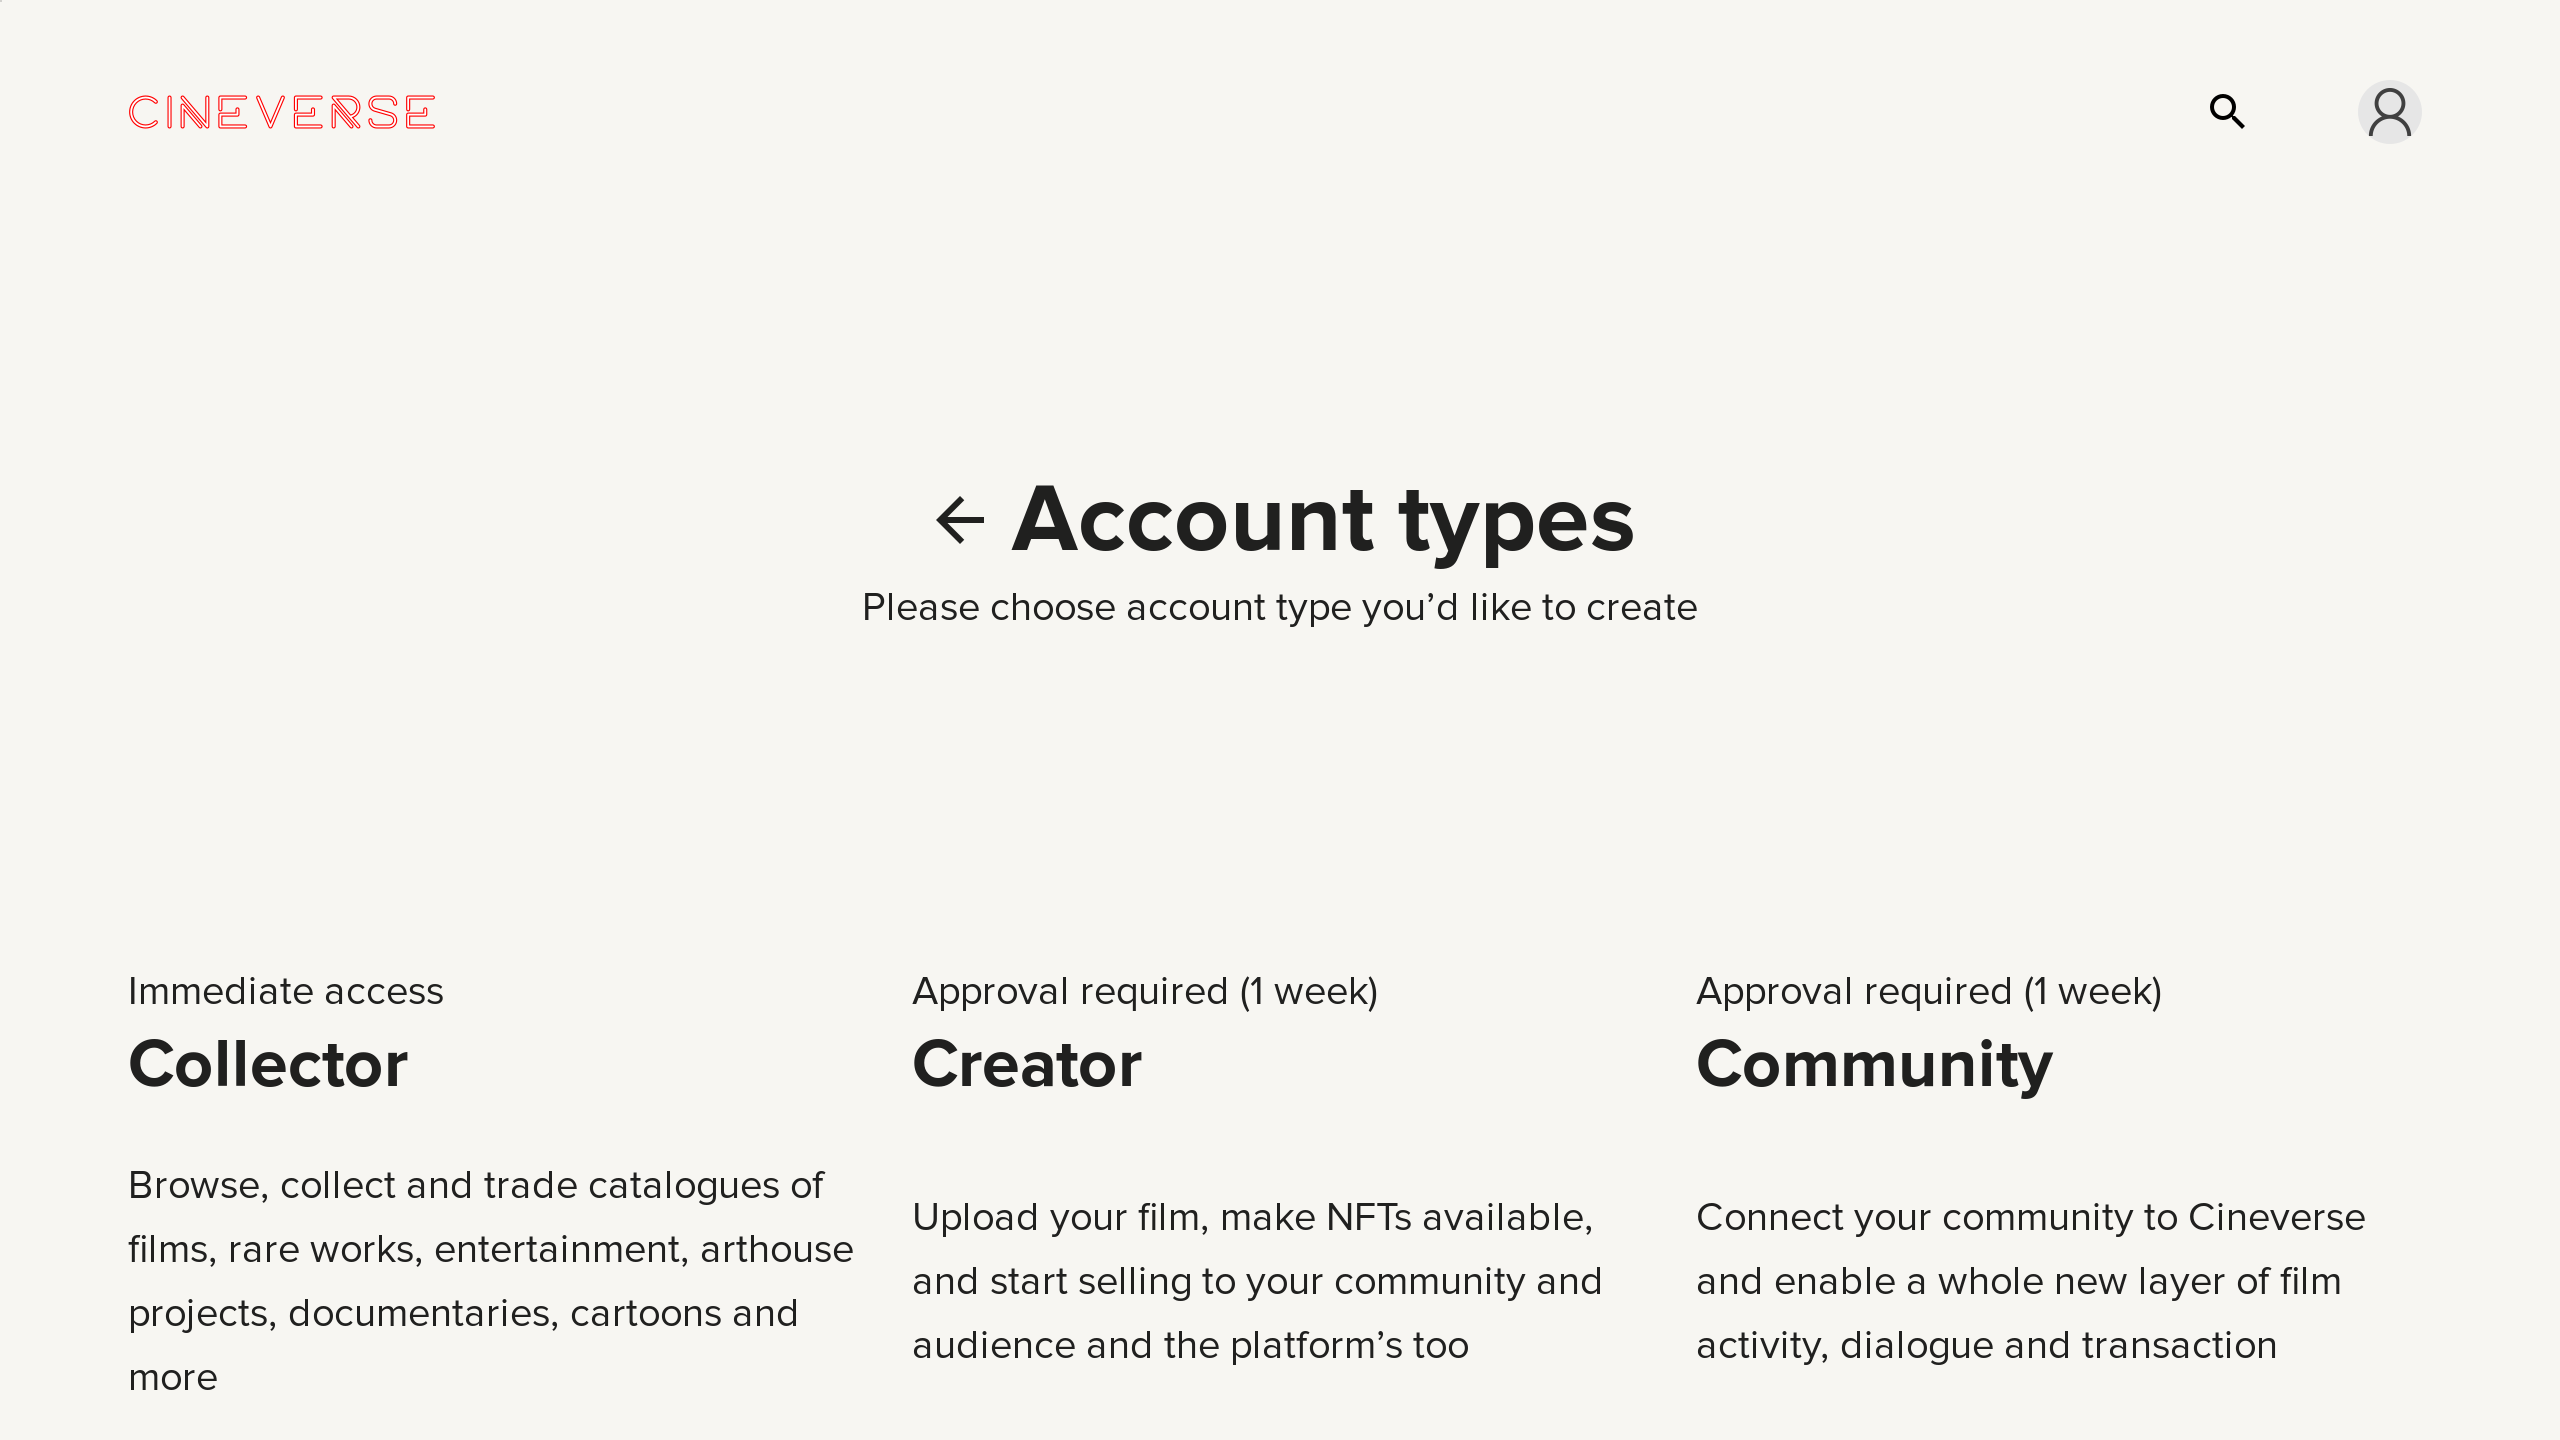 CINEVERSE
Account types
Please choose account type you’d like to create
Immediate access
Collector
Browse, collect and trade catalogues of
films, rare works, entertainment, arthouse
projects, documentaries, cartoons and
more
Approval required (1 week)
Creator
Upload your film, make NFTs available,
and start selling to your community and
audience and the platform’s too
Approval required (1 week)
Community
Connect your community to Cineverse
and enable a whole new layer of film
activity, dialogue and transaction